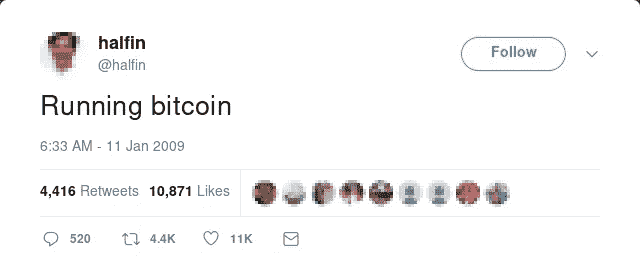 halfin
@halfin
Follow
Running bitcoin
6:33 AM - 11 Jan 2009
4,416 Retweets 10,871 Likes
520 4.4K 11K